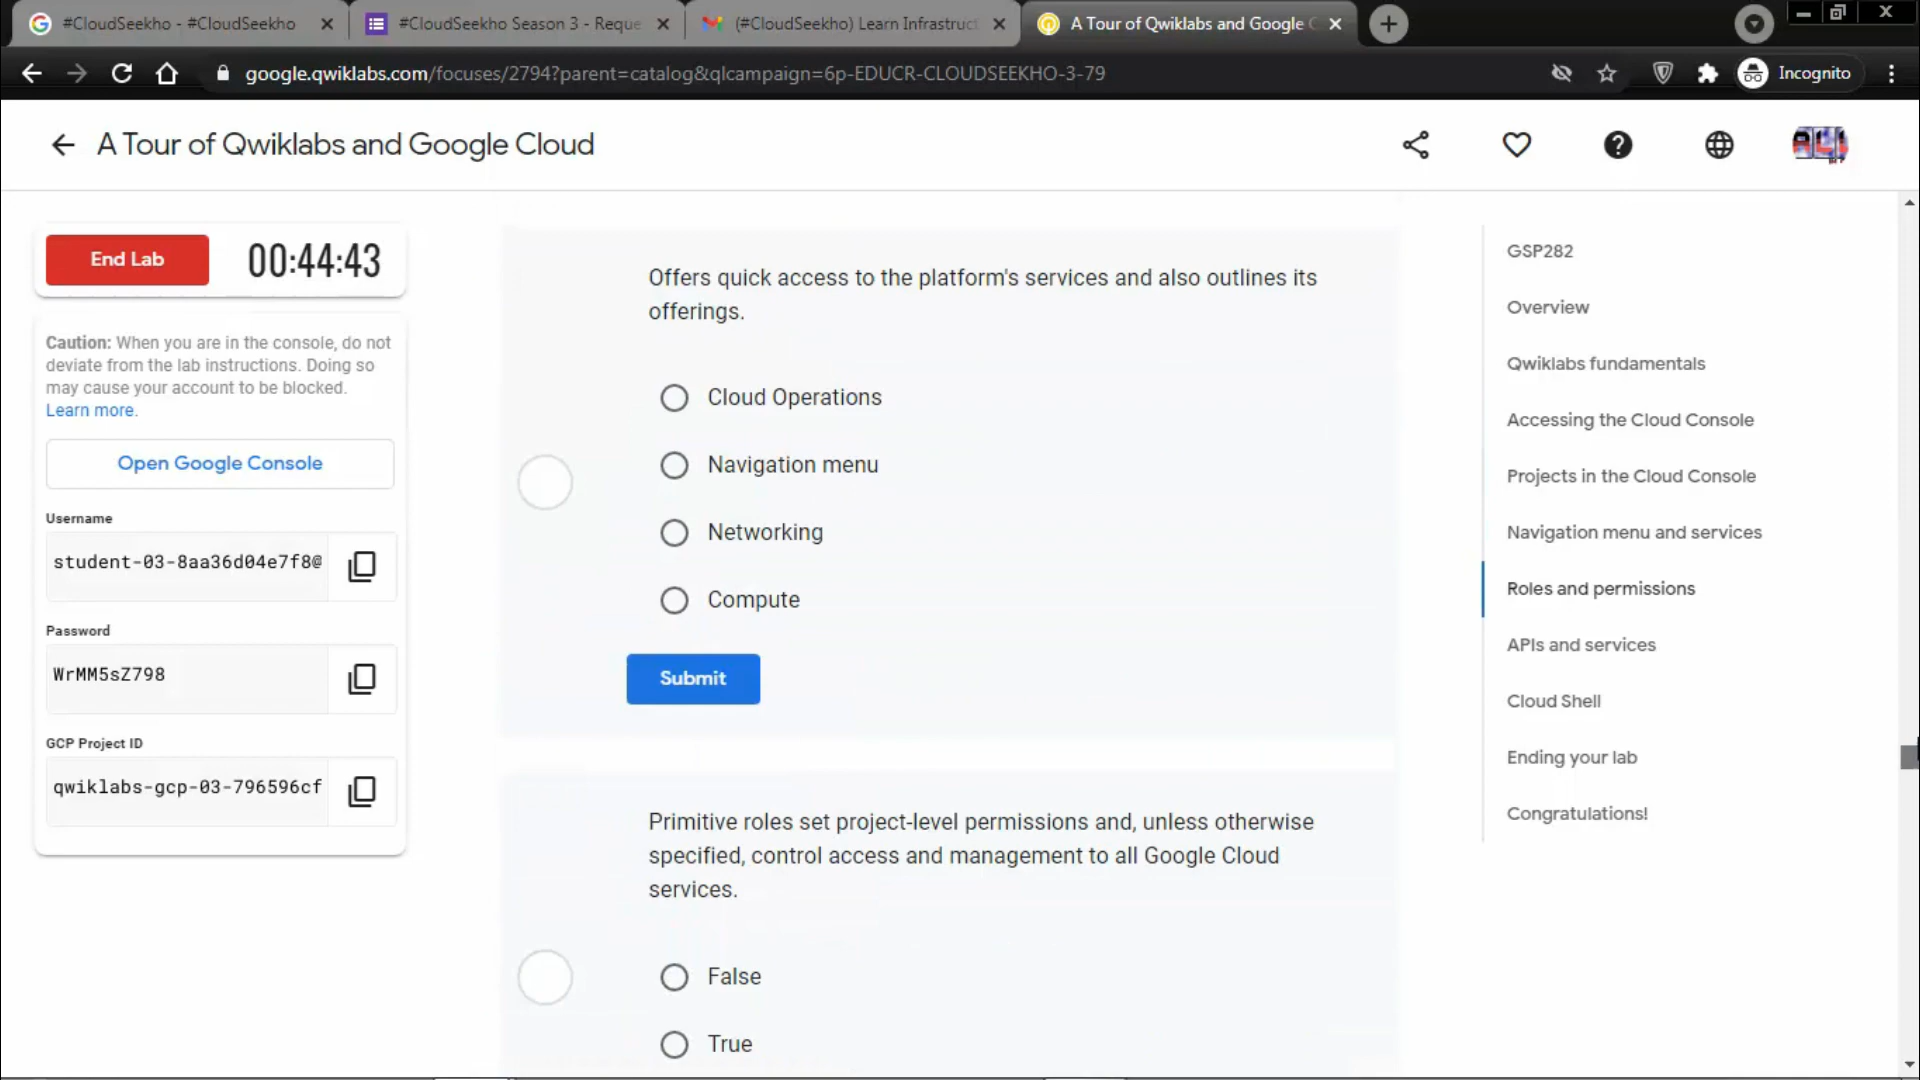 #CloudSeekho - #CloudSeekho
#CloudSeekho Season 3 - Reque
(#CloudSeekho) Learn Infrastruct
A Tour of Qwiklabs and Google C
google.qwiklabs.com/focuses/2794?parent=catalog&qlcampaign=6p-EDUCR-CLOUDSEEKHO-3-79
Incognito
A Tour of Qwiklabs and Google Cloud
End Lab
00:44:43
Caution: When you are in the console, do not
deviate from the lab instructions. Doing so
may cause your account to be blocked.
Learn more.
Open Google Console
Username
student-03-8aa36d04e7f8@
Password
WrMM5sZ798
GCP Project ID
qwiklabs-gcp-03-796596cf
Offers quick access to the platform's services and also outlines its
offerings.
Cloud Operations
Navigation menu
Networking
Compute
Submit
Primitive roles set project-level permissions and, unless otherwise
specified, control access and management to all Google Cloud
services.
False
True
GSP282
Overview
Qwiklabs fundamentals
Accessing the Cloud Console
Projects in the Cloud Console
Navigation menu and services
Roles and permissions
APIs and services
Cloud Shell
Ending your lab
Congratulations!